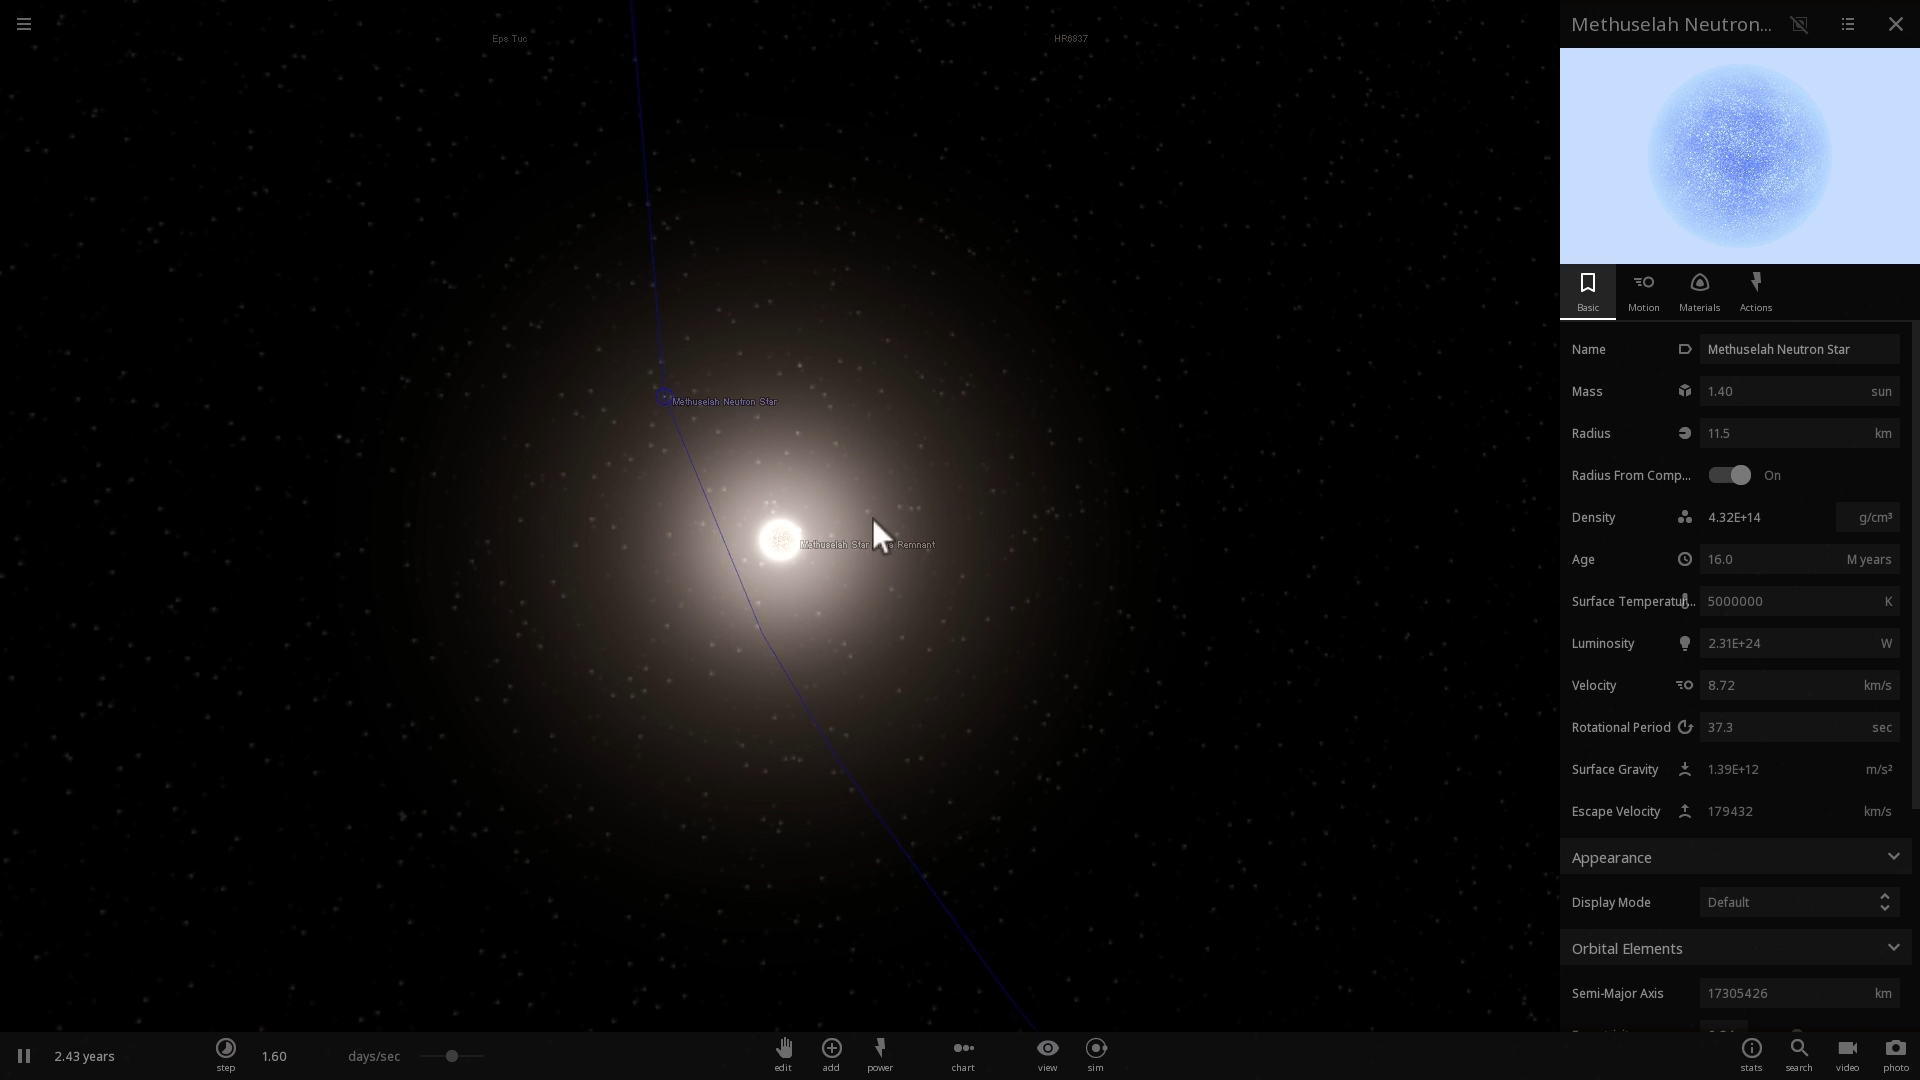 Methuselah Neutron...
Eps Tuc
HR6837
Basic
Motion
Materials
Actions
Name
Methuselah Neutron Star
Mass
1.40
sun
Radius
11.5
km
Radius From Comp...
On
Density
4.32E+14
g/cm³
Age
16.0
M years
Surface Temperatur...
5000000
K
Luminosity
2.31E+24
W
Velocity
8.72
km/s
Rotational Period
37.3
sec
Surface Gravity
1.39E+12
m/s²
Escape Velocity
179432
km/s
Appearance
Display Mode
Default
Orbital Elements
Semi-Major Axis
17305426
km
Methuselah Neutron Star
Methuselah Star
Remnant
2.43 years
step
1.60
days/sec
edit
add
power
chart
view
sim
stats
search
video
photo